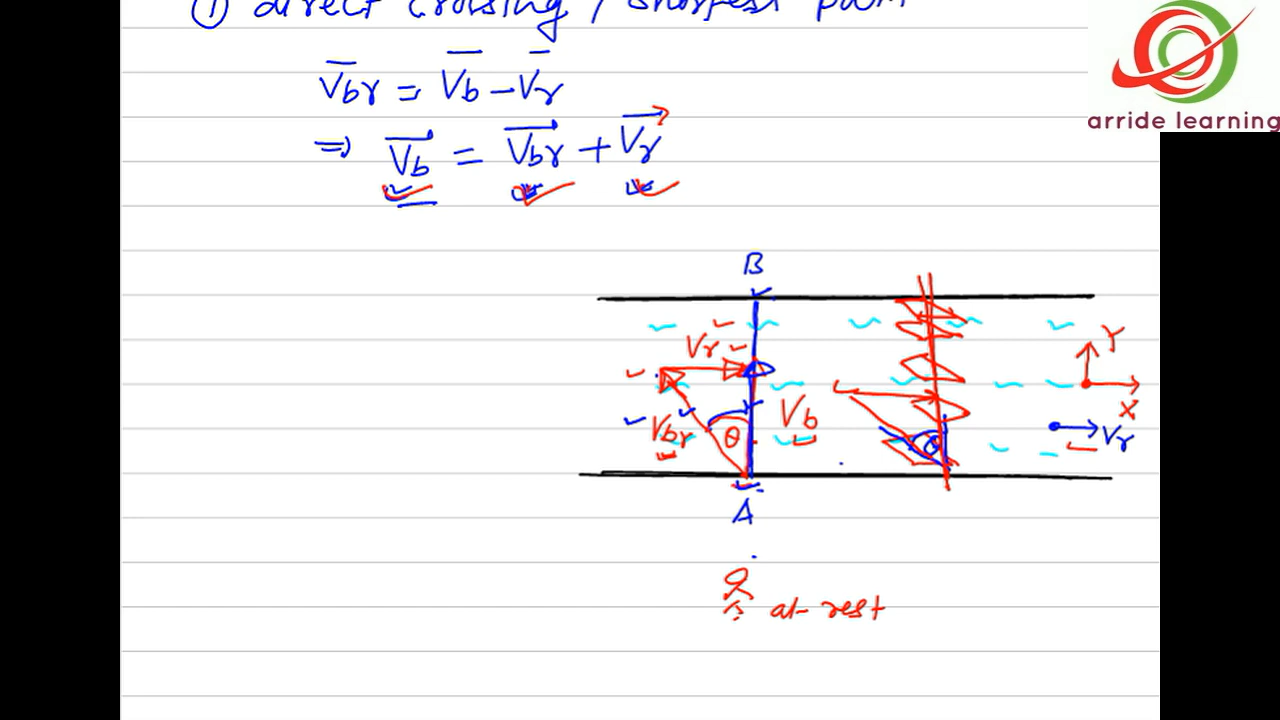 ① direct crossing / shortest path
V̅br = V̅b - V̅r
⇒ V⃗b = V⃗br + V⃗r
arride learning
B
Vr
Y
X
Vbr θ Vb
θ
Vr
A
at rest